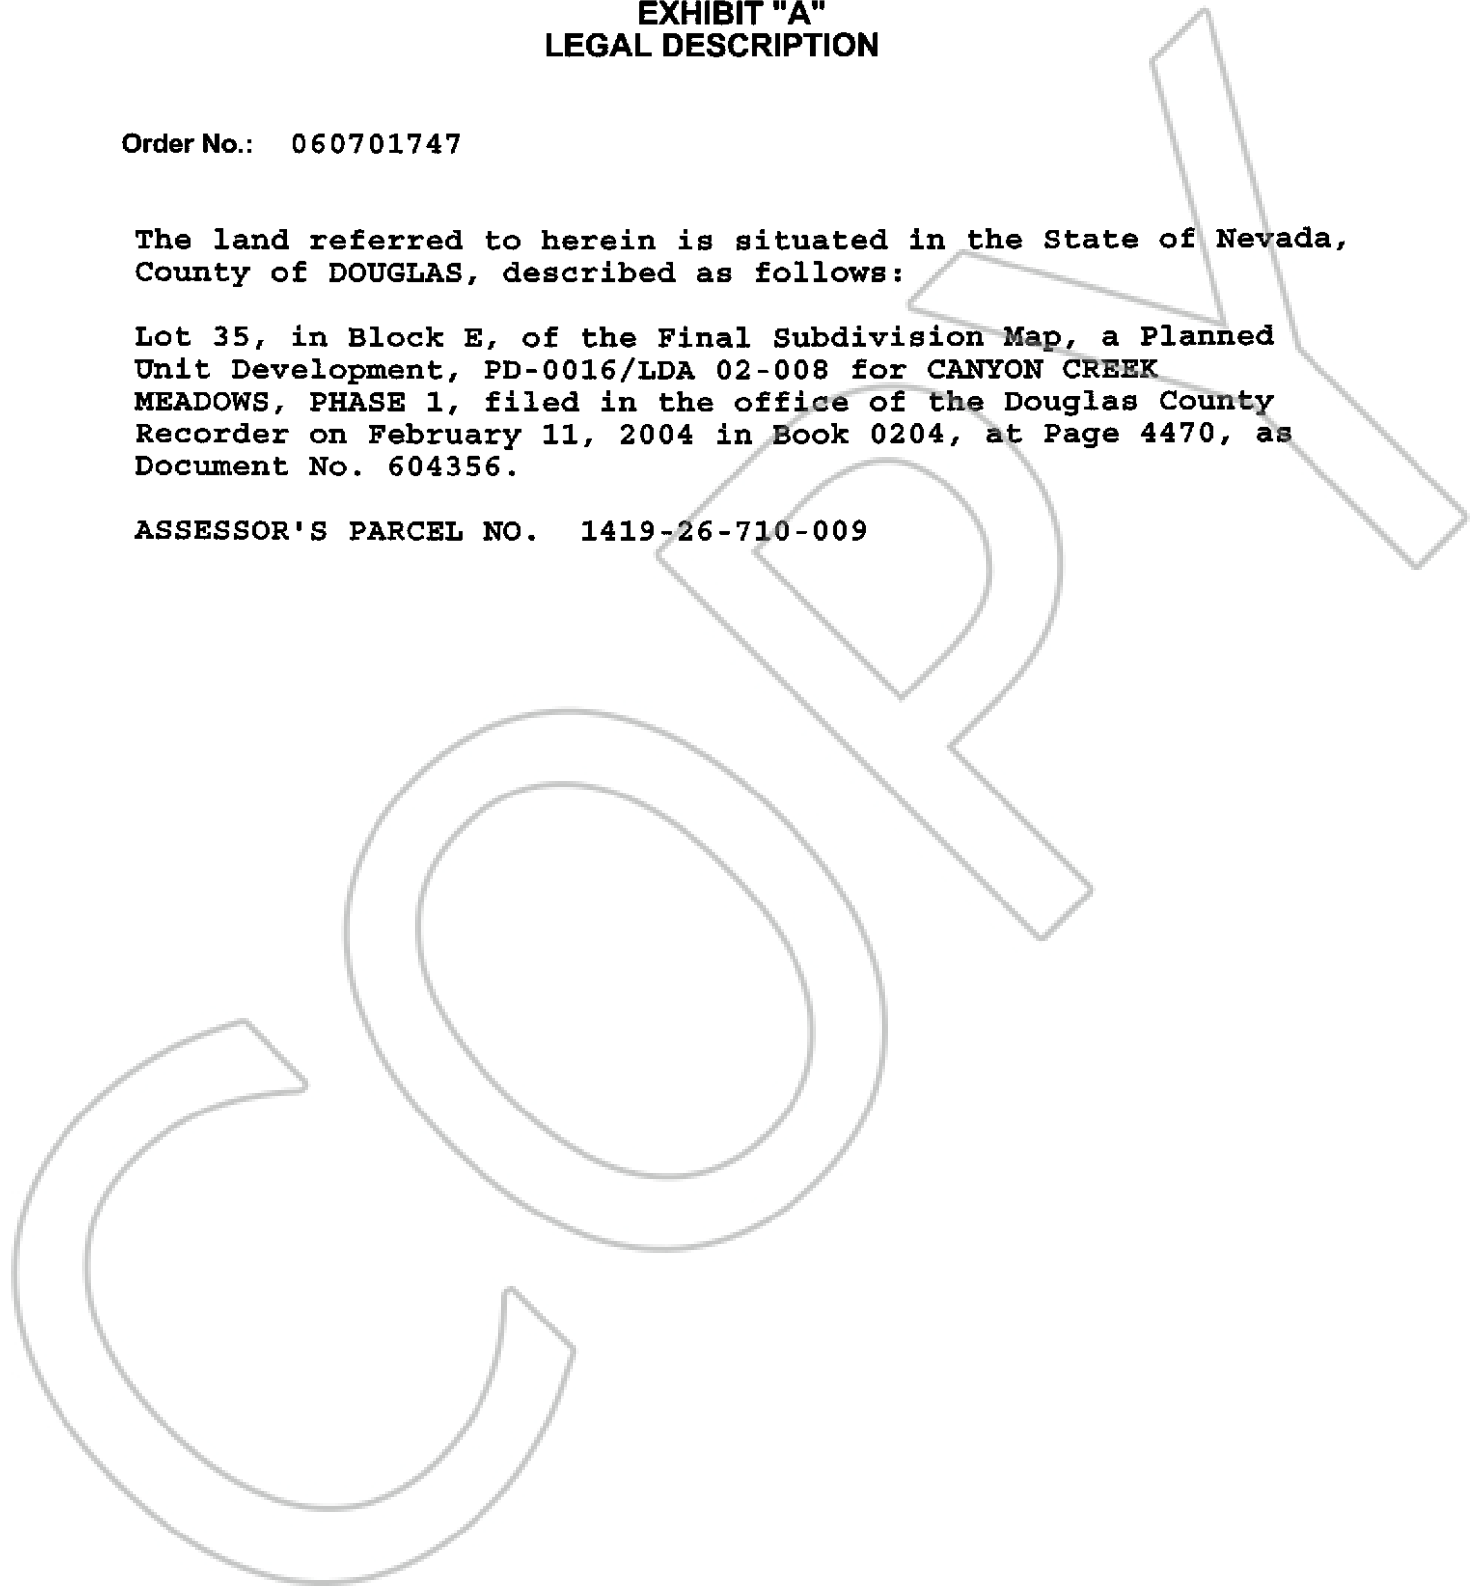 EXHIBIT "A"
LEGAL DESCRIPTION
Order No.: 060701747
The land referred to herein is situated in the State of Nevada,
County of DOUGLAS, described as follows:
Lot 35, in Block E, of the Final Subdivision Map, a Planned
Unit Development, PD-0016/LDA 02-008 for CANYON CREEK
MEADOWS, PHASE 1, filed in the office of the Douglas County
Recorder on February 11, 2004 in Book 0204, at Page 4470, as
Document No. 604356.
ASSESSOR'S PARCEL NO. 1419-26-710-009
COPY